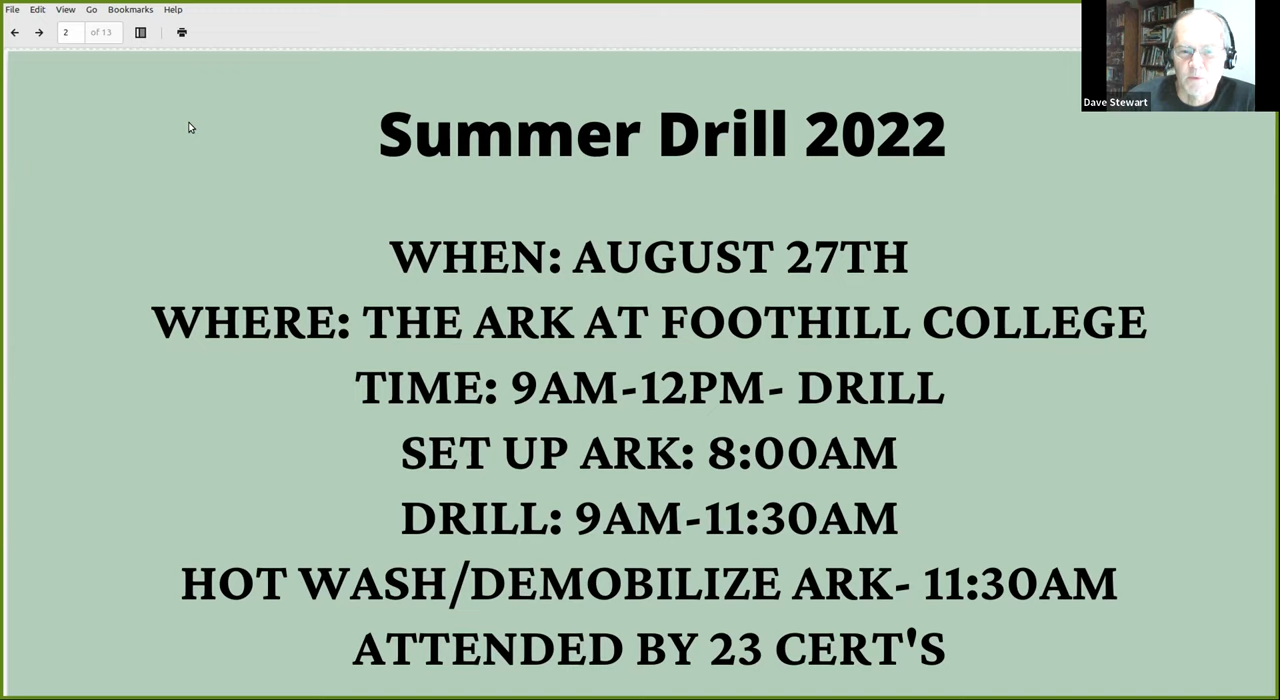 File Edit View Go Bookmarks Help
2 of 13
Dave Stewart
Summer Drill 2022
WHEN: AUGUST 27TH
WHERE: THE ARK AT FOOTHILL COLLEGE
TIME: 9AM-12PM- DRILL
SET UP ARK: 8:00AM
DRILL: 9AM-11:30AM
HOT WASH/DEMOBILIZE ARK- 11:30AM
ATTENDED BY 23 CERT'S